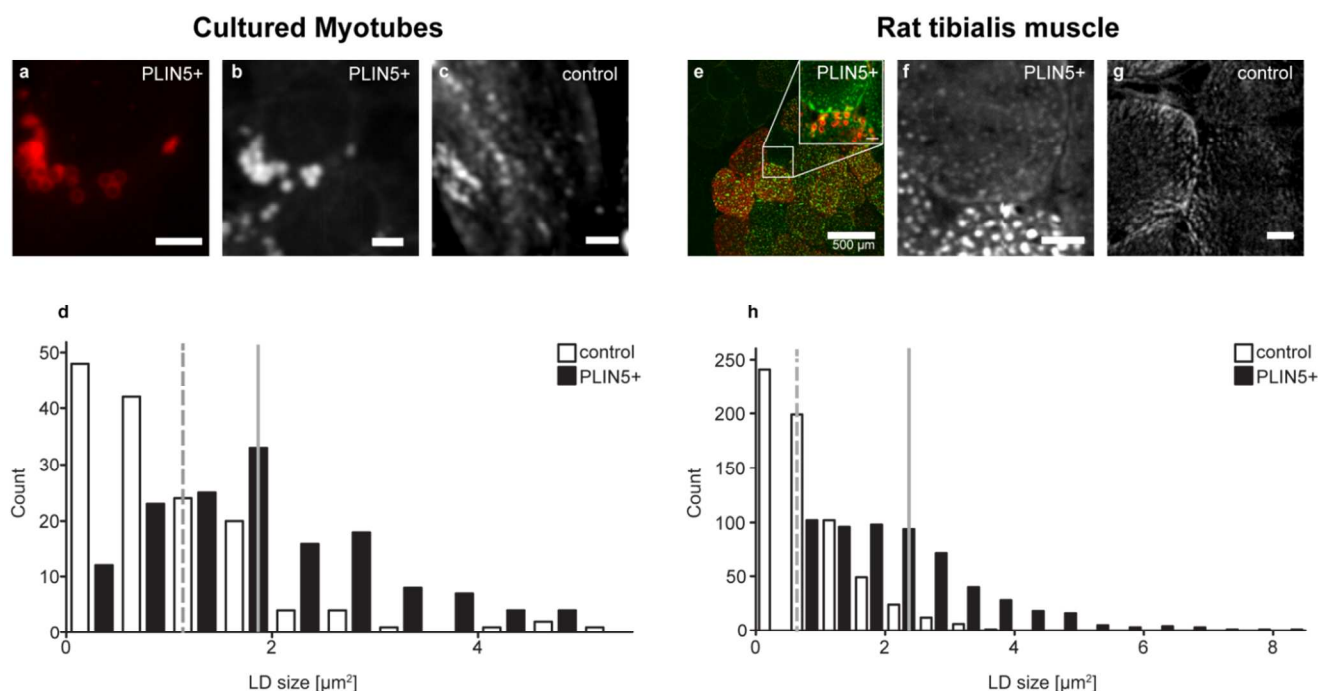 Cultured Myotubes
Rat tibialis muscle
a PLIN5+
b PLIN5+
c control
e PLIN5+
500 µm
f PLIN5+
g control
d
control
PLIN5+
Count
50
40
30
20
10
0
0 2 4
LD size [µm²]
h
control
PLIN5+
Count
250
200
150
100
50
0
0 2 4 6 8
LD size [µm²]